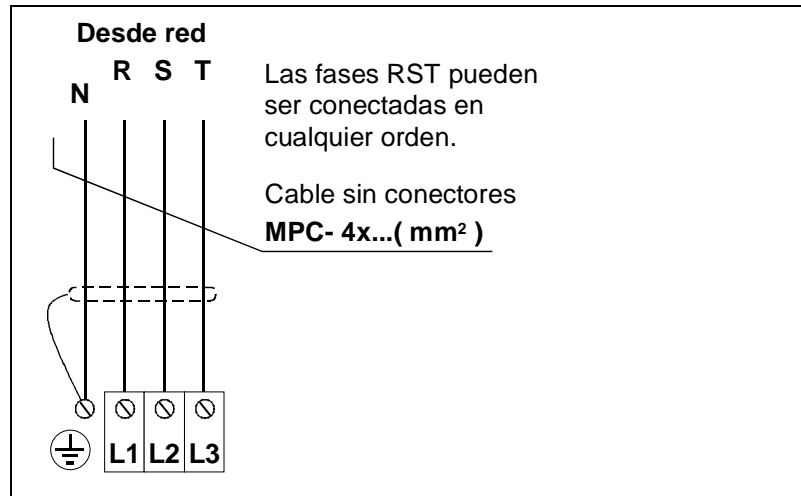 Desde red
N R S T
Las fases RST pueden
ser conectadas en
cualquier orden.
Cable sin conectores
MPC- 4x...( mm² )
L1 L2 L3